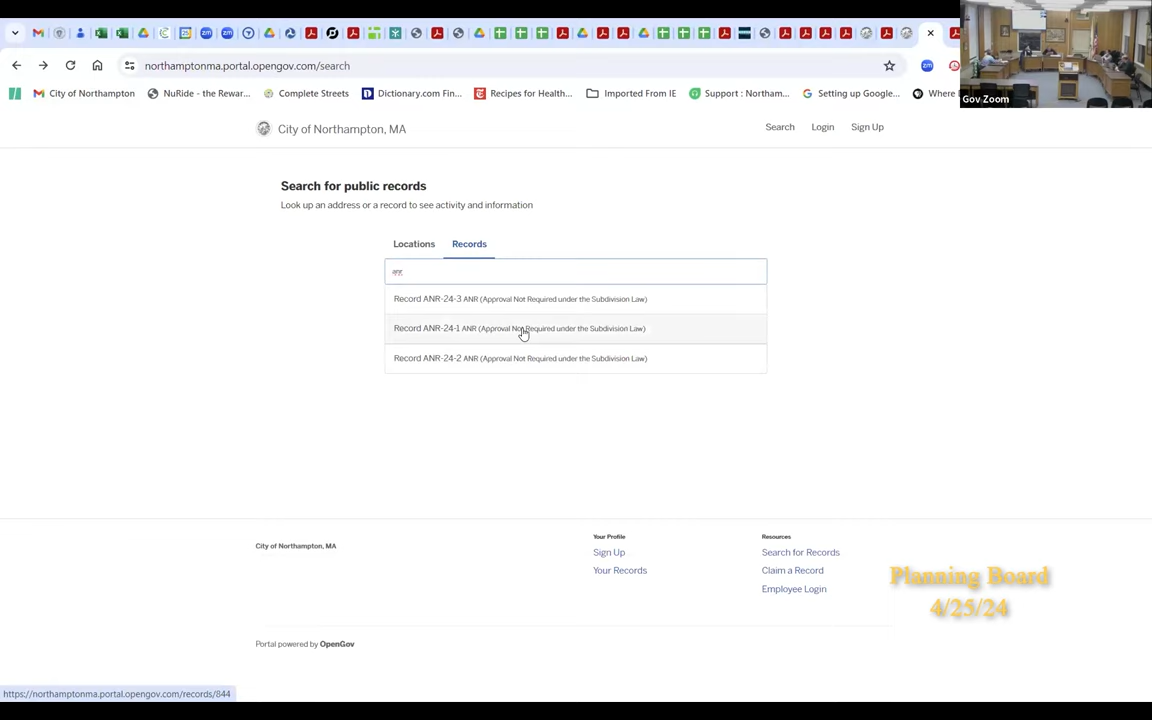 northamptonma.portal.opengov.com/search
City of Northampton
NuRide - the Rewar...
Complete Streets
Dictionary.com Fin...
Recipes for Health...
Imported From IE
Support : Northam...
Setting up Google...
Where
Gov Zoom
City of Northampton, MA
Search
Login
Sign Up
Search for public records
Look up an address or a record to see activity and information
Locations
Records
anr
Record ANR-24-3 ANR (Approval Not Required under the Subdivision Law)
Record ANR-24-1 ANR (Approval Not Required under the Subdivision Law)
Record ANR-24-2 ANR (Approval Not Required under the Subdivision Law)
City of Northampton, MA
Your Profile
Sign Up
Your Records
Resources
Search for Records
Claim a Record
Employee Login
Planning Board
4/25/24
Portal powered by OpenGov
https://northamptonma.portal.opengov.com/records/844